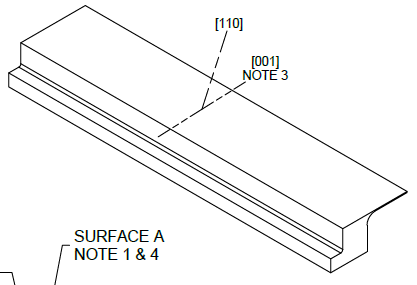 [110]
[001]
NOTE 3
SURFACE A
NOTE 1 & 4